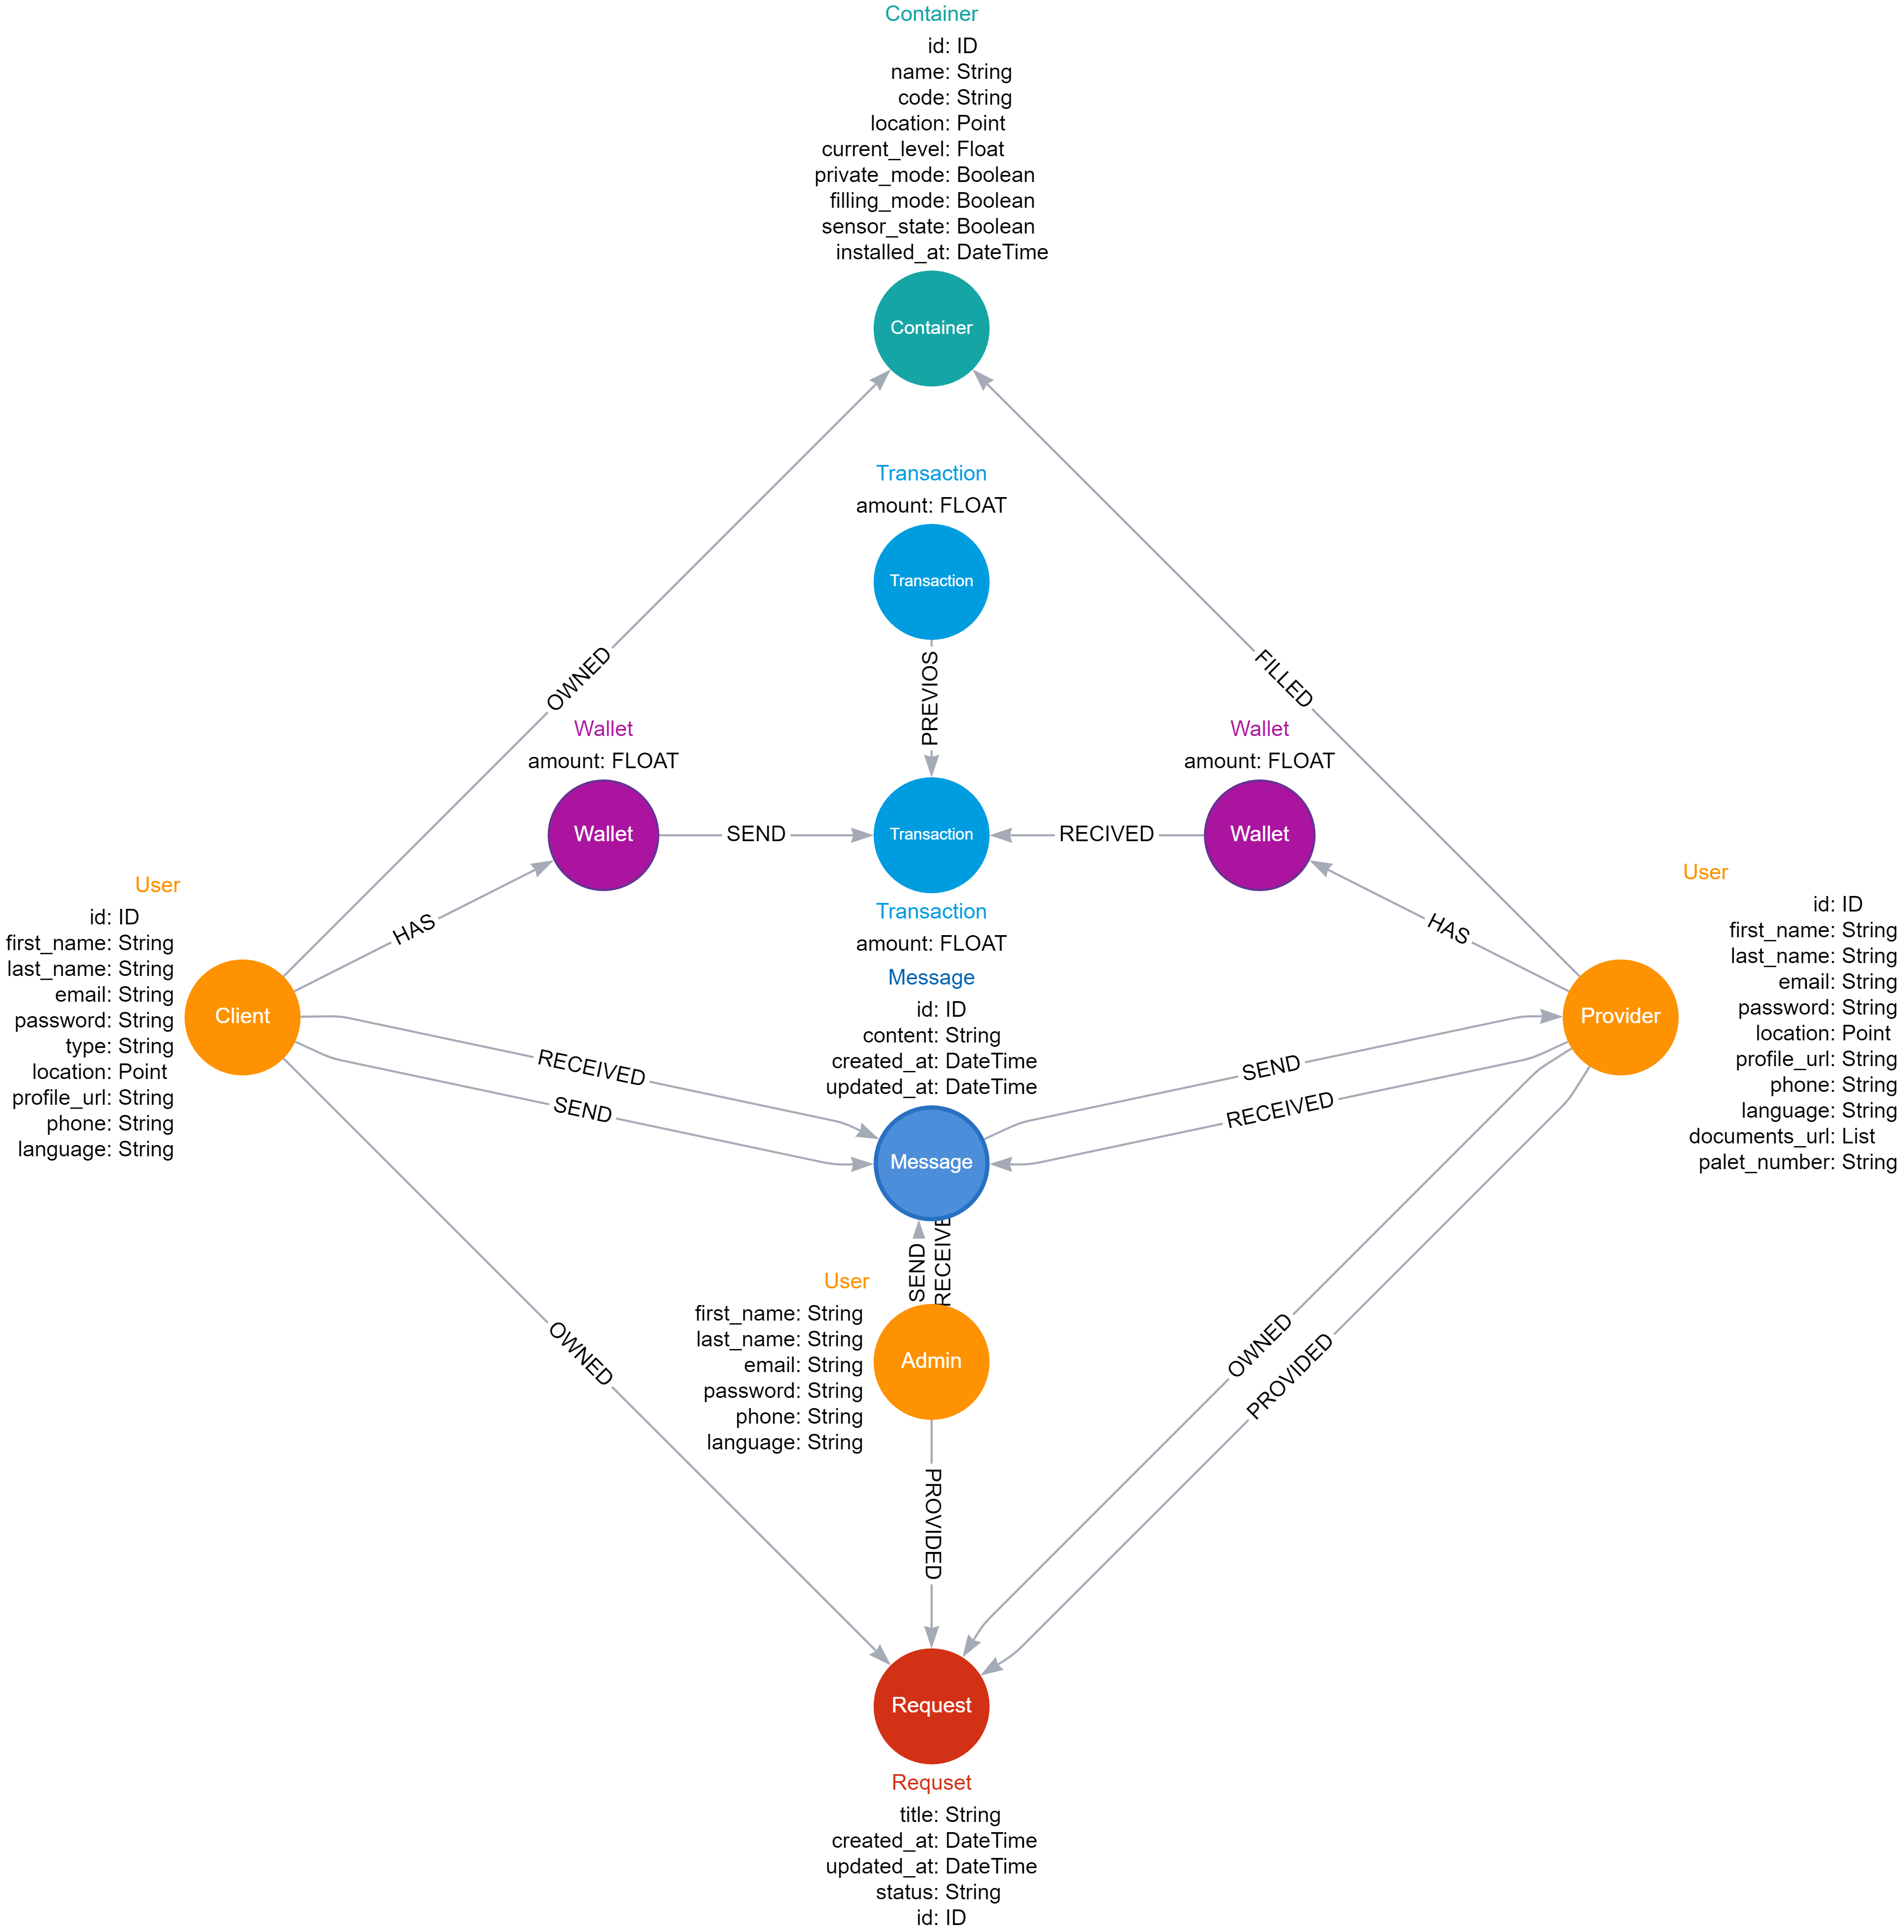 Container
id: ID
name: String
code: String
location: Point
current_level: Float
private_mode: Boolean
filling_mode: Boolean
sensor_state: Boolean
installed_at: DateTime
Container
Transaction
amount: FLOAT
Transaction
PREVIOS
OWNED
FILLED
Wallet
amount: FLOAT
Wallet
SEND
Transaction
RECIVED
Wallet
amount: FLOAT
Wallet
Transaction
amount: FLOAT
HAS
HAS
User
id: ID
first_name: String
last_name: String
email: String
password: String
type: String
location: Point
profile_url: String
phone: String
language: String
Client
Message
id: ID
content: String
created_at: DateTime
updated_at: DateTime
Message
RECEIVED
SEND
SEND
RECEIVED
User
id: ID
first_name: String
last_name: String
email: String
password: String
location: Point
profile_url: String
phone: String
language: String
documents_url: List
palet_number: String
Provider
SEND
RECEIVE
User
first_name: String
last_name: String
email: String
password: String
phone: String
language: String
Admin
OWNED
PROVIDED
OWNED
PROVIDED
Request
Requset
title: String
created_at: DateTime
updated_at: DateTime
status: String
id: ID